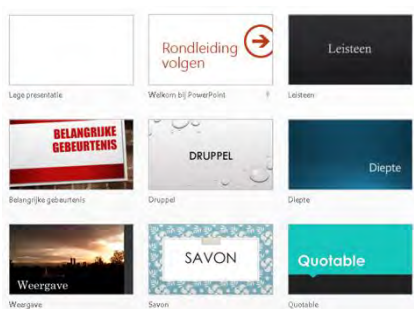 Rondleiding
volgen
Leisteen
Lege presentatie
Welkom bij PowerPoint
Leisteen
BELANGRIJKE
GEBEURTENIS
DRUPPEL
Diepte
Belangrijke gebeurtenis
Druppel
Diepte
Weergave
SAVON
Quotable
Weergave
Savon
Quotable